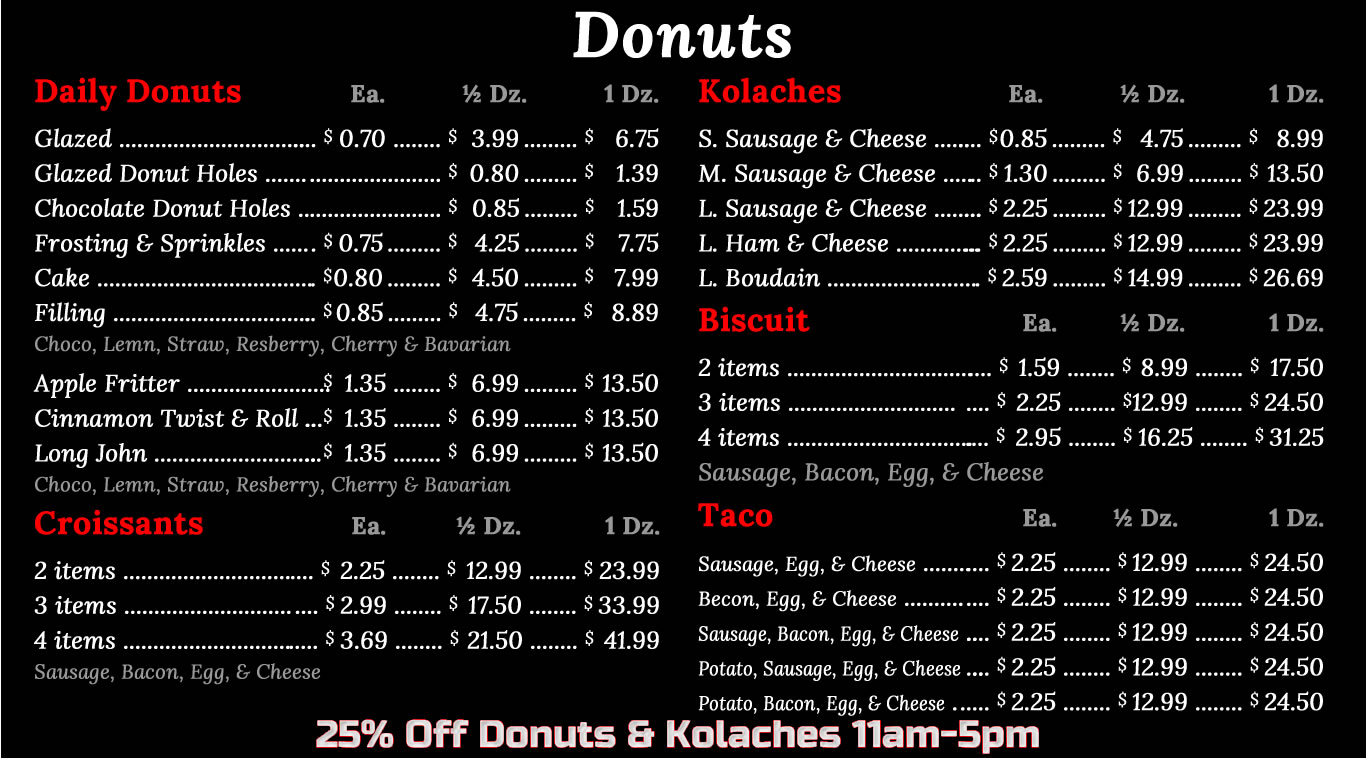 Donuts
Daily Donuts Ea. ½ Dz. 1 Dz.
Glazed ................................ $ 0.70 ........ $ 3.99 ......... $ 6.75
Glazed Donut Holes .............................. $ 0.80 ......... $ 1.39
Chocolate Donut Holes ........................ $ 0.85 ......... $ 1.59
Frosting & Sprinkles ....... $ 0.75 ......... $ 4.25 ......... $ 7.75
Cake ................................... $0.80 ......... $ 4.50 ......... $ 7.99
Filling ................................. $ 0.85 ......... $ 4.75 ......... $ 8.89
Choco, Lemn, Straw, Resberry, Cherry & Bavarian
Apple Fritter .......................$ 1.35 ........ $ 6.99 ......... $ 13.50
Cinnamon Twist & Roll ...$ 1.35 ........ $ 6.99 ......... $ 13.50
Long John ............................$ 1.35 ........ $ 6.99 ......... $ 13.50
Choco, Lemn, Straw, Resberry, Cherry & Bavarian
Croissants Ea. ½ Dz. 1 Dz.
2 items ............................... $ 2.25 ........ $ 12.99 ........ $ 23.99
3 items ................................ $ 2.99 ........ $ 17.50 ........ $ 33.99
4 items ................................ $ 3.69 ........ $ 21.50 ........ $ 41.99
Sausage, Bacon, Egg, & Cheese
Kolaches Ea. ½ Dz. 1 Dz.
S. Sausage & Cheese ........ $0.85 ......... $ 4.75 ......... $ 8.99
M. Sausage & Cheese ...... $ 1.30 ......... $ 6.99 ......... $ 13.50
L. Sausage & Cheese ........ $ 2.25 ......... $ 12.99 ......... $ 23.99
L. Ham & Cheese .............. $ 2.25 ......... $ 12.99 ......... $ 23.99
L. Boudain ......................... $ 2.59 ......... $ 14.99 ......... $ 26.69
Biscuit Ea. ½ Dz. 1 Dz.
2 items .................................. $ 1.59 ........ $ 8.99 ........ $ 17.50
3 items ............................ .... $ 2.25 ........ $12.99 ........ $ 24.50
4 items .................................. $ 2.95 ........ $ 16.25 ........ $ 31.25
Sausage, Bacon, Egg, & Cheese
Taco Ea. ½ Dz. 1 Dz.
Sausage, Egg, & Cheese ........... $ 2.25 ........ $ 12.99 ........ $ 24.50
Becon, Egg, & Cheese .............. $ 2.25 ........ $ 12.99 ........ $ 24.50
Sausage, Bacon, Egg, & Cheese .... $ 2.25 ........ $ 12.99 ........ $ 24.50
Potato, Sausage, Egg, & Cheese .... $ 2.25 ........ $ 12.99 ........ $ 24.50
Potato, Bacon, Egg, & Cheese ...... $ 2.25 ........ $ 12.99 ........ $ 24.50
25% Off Donuts & Kolaches 11am-5pm